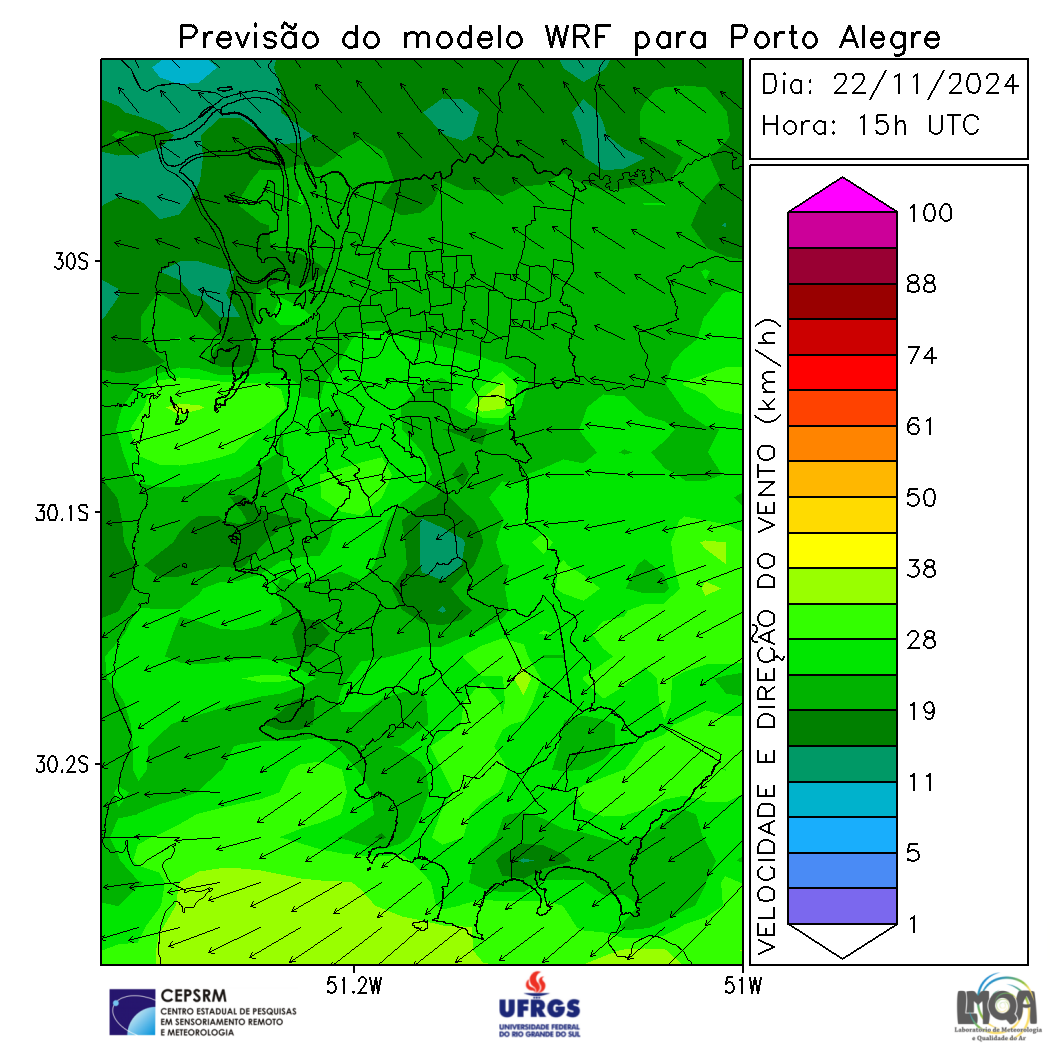 Previsão do modelo WRF para Porto Alegre
Dia: 22/11/2024
Hora: 15h UTC
30S
30.1S
30.2S
51.2W
51W
VELOCIDADE E DIREÇÃO DO VENTO (km/h)
100
88
74
61
50
38
28
19
11
5
1
CEPSRM
CENTRO ESTADUAL DE PESQUISAS
EM SENSORIAMENTO REMOTO
E METEOROLOGIA
UFRGS
UNIVERSIDADE FEDERAL
DO RIO GRANDE DO SUL
LMQA
Laboratório de Meteorologia
e Qualidade do Ar